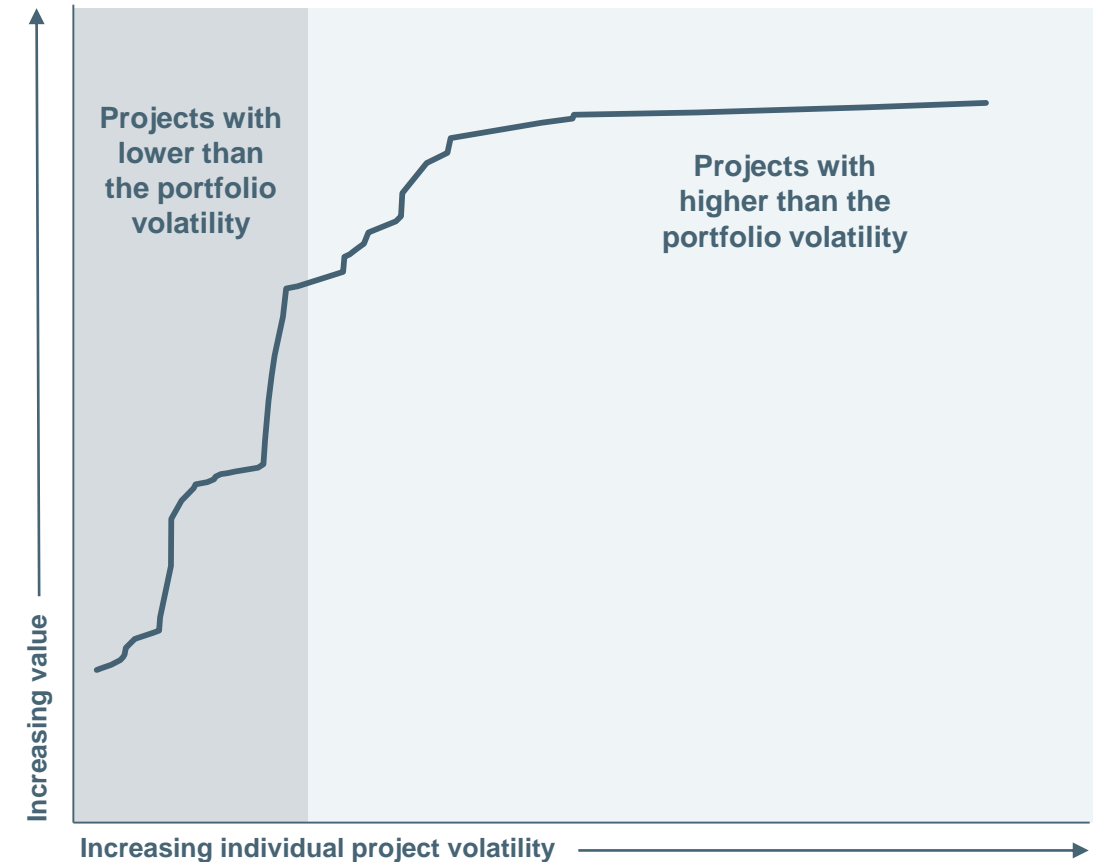 Projects with
lower than
the portfolio
volatility
Projects with
higher than the
portfolio volatility
Increasing value
Increasing individual project volatility